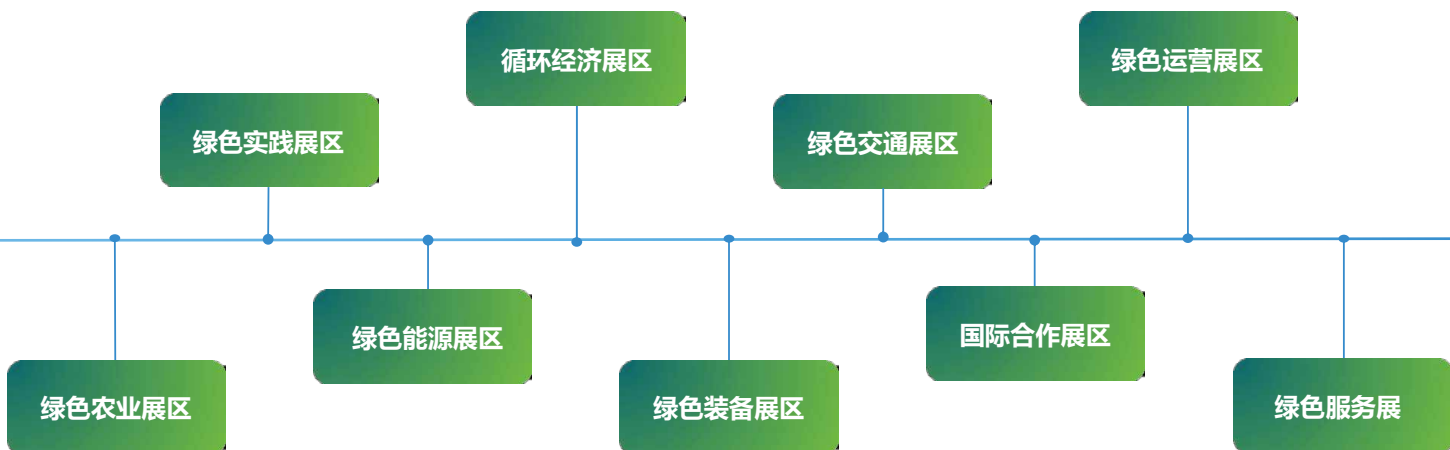 循环经济展区
绿色运营展区
绿色实践展区
绿色交通展区
绿色能源展区
国际合作展区
绿色农业展区
绿色装备展区
绿色服务展